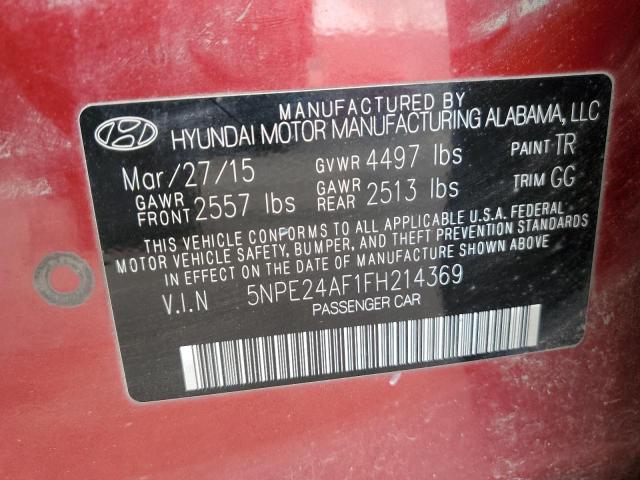 MANUFACTURED BY
HYUNDAI MOTOR MANUFACTURING ALABAMA, LLC
Mar/27/15 GVWR 4497 lbs PAINT TR
GAWR FRONT 2557 lbs GAWR REAR 2513 lbs TRIM GG
THIS VEHICLE CONFORMS TO ALL APPLICABLE U.S.A. FEDERAL
MOTOR VEHICLE SAFETY, BUMPER, AND THEFT PREVENTION STANDARDS
IN EFFECT ON THE DATE OF MANUFACTURE SHOWN ABOVE
V.I.N 5NPE24AF1FH214369
PASSENGER CAR